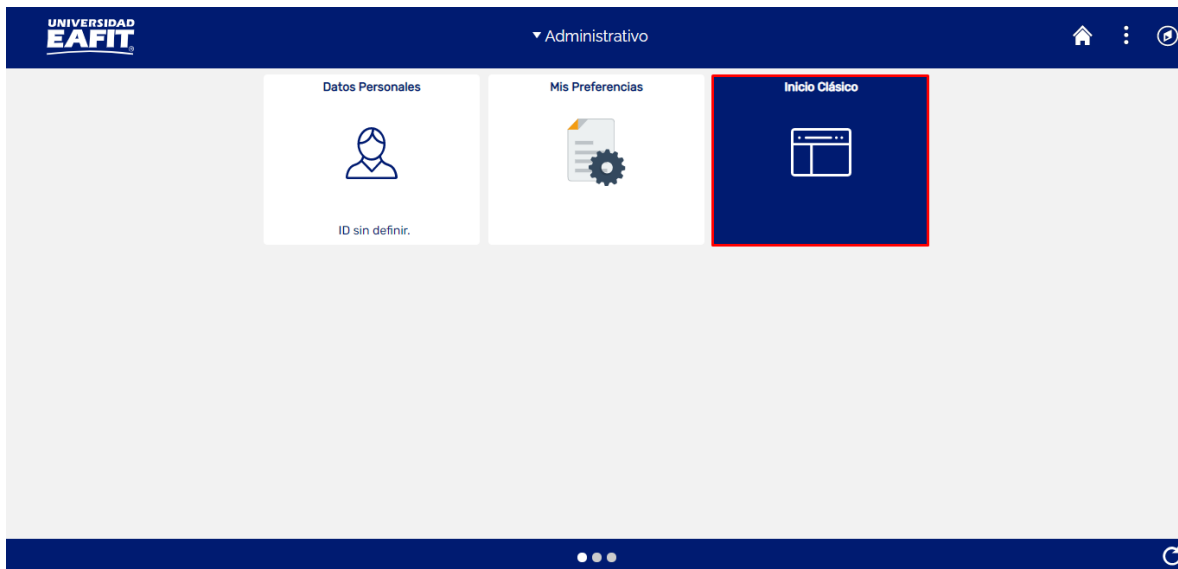 UNIVERSIDAD
EAFIT
Administrativo
Datos Personales
Mis Preferencias
Inicio Clásico
ID sin definir.